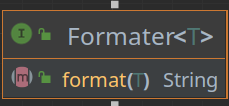 I Formater<T>
m format(T) String